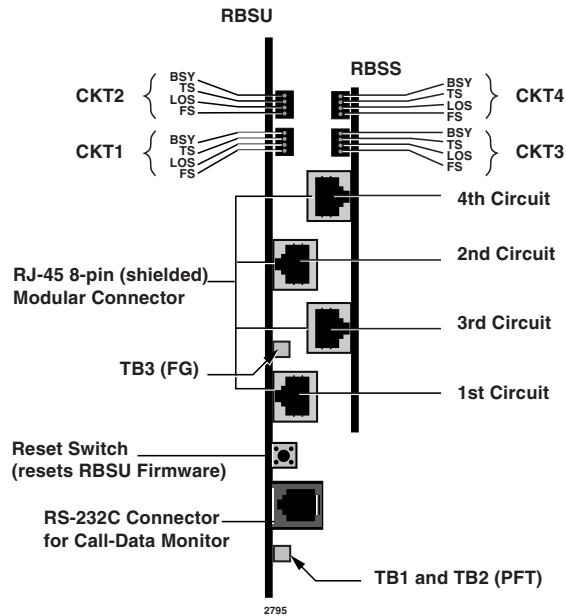 RBSU
RBSS
CKT2
BSY
TS
LOS
FS
BSY
TS
LOS
FS
CKT4
CKT1
BSY
TS
LOS
FS
BSY
TS
LOS
FS
CKT3
4th Circuit
2nd Circuit
RJ-45 8-pin (shielded)
Modular Connector
3rd Circuit
TB3 (FG)
1st Circuit
Reset Switch
(resets RBSU Firmware)
RS-232C Connector
for Call-Data Monitor
TB1 and TB2 (PFT)
2795